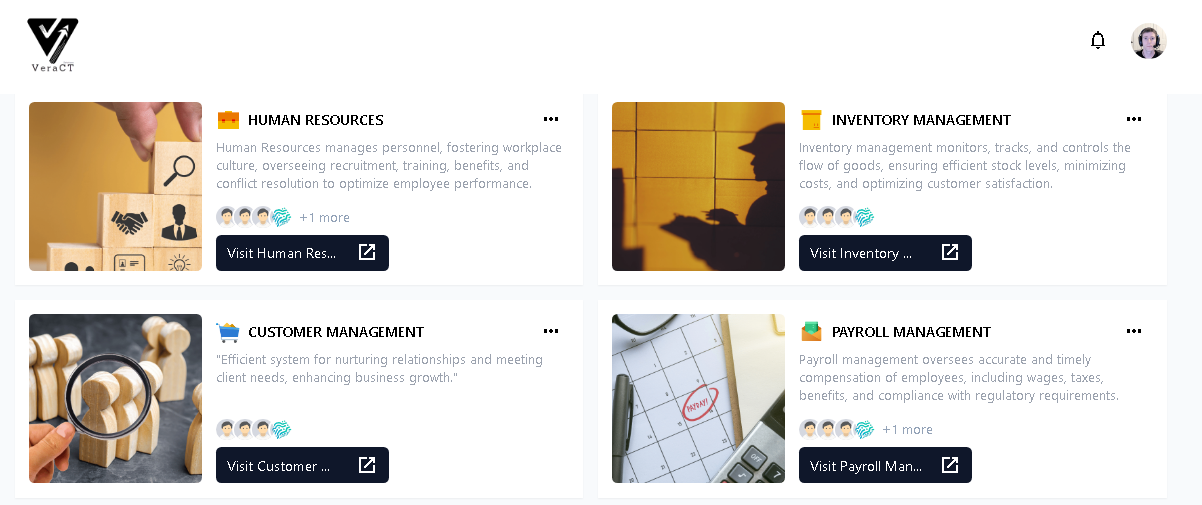 VeraCT
HUMAN RESOURCES
Human Resources manages personnel, fostering workplace
culture, overseeing recruitment, training, benefits, and
conflict resolution to optimize employee performance.
+1 more
Visit Human Res...
INVENTORY MANAGEMENT
Inventory management monitors, tracks, and controls the
flow of goods, ensuring efficient stock levels, minimizing
costs, and optimizing customer satisfaction.
Visit Inventory ...
CUSTOMER MANAGEMENT
"Efficient system for nurturing relationships and meeting
client needs, enhancing business growth."
Visit Customer ...
PAYDAY!
OFF
7
PAYROLL MANAGEMENT
Payroll management oversees accurate and timely
compensation of employees, including wages, taxes,
benefits, and compliance with regulatory requirements.
+1 more
Visit Payroll Man...